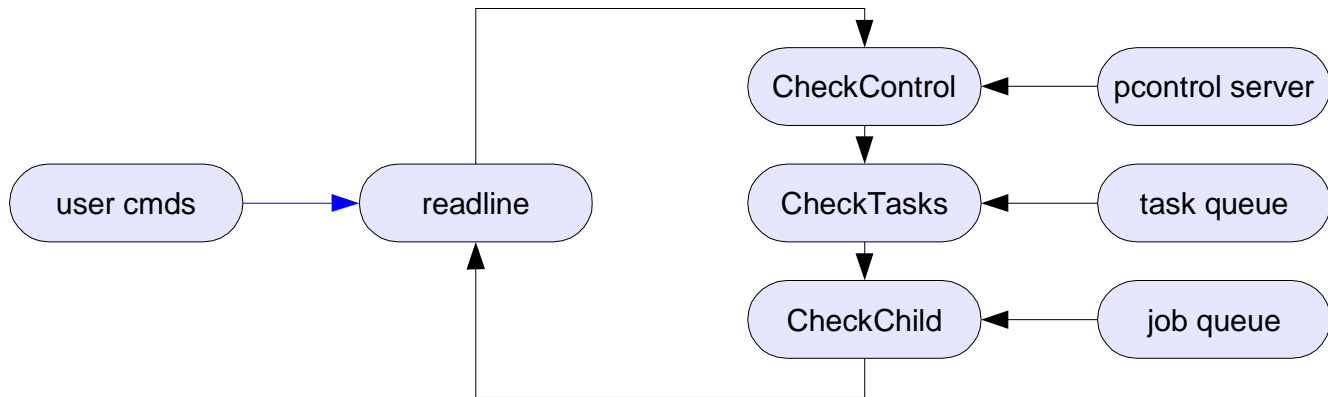 CheckControl
pcontrol server
user cmds
readline
CheckTasks
task queue
CheckChild
job queue